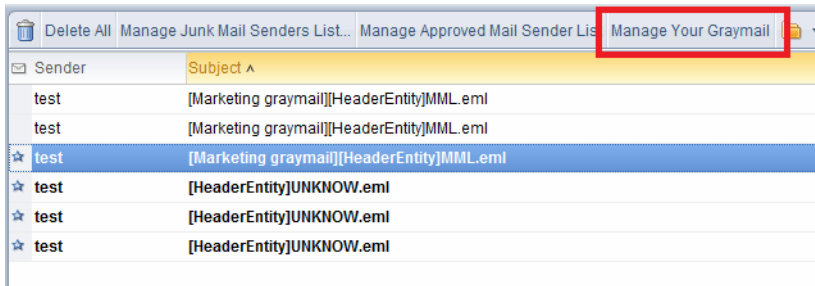 Delete All Manage Junk Mail Senders List... Manage Approved Mail Sender Lis Manage Your Graymail
Sender Subject
test [Marketing graymail][HeaderEntity]MML.eml
test [Marketing graymail][HeaderEntity]MML.eml
test [Marketing graymail][HeaderEntity]MML.eml
test [HeaderEntity]UNKNOW.eml
test [HeaderEntity]UNKNOW.eml
test [HeaderEntity]UNKNOW.eml